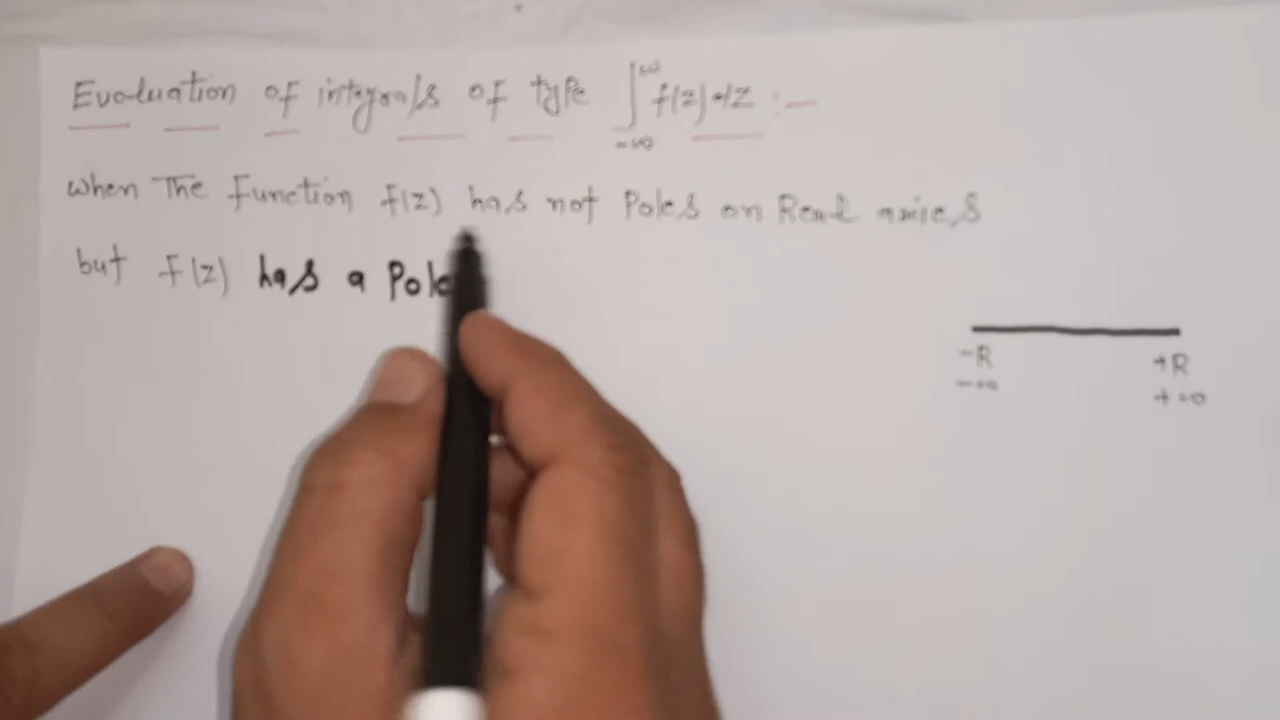 Evaluation of integrals of type ∫_{-∞}^{∞} f(z) dz :-
When The Function f(z) has not Poles on Real axies
but f(z) has a Pole
-R +R
-∞ +∞